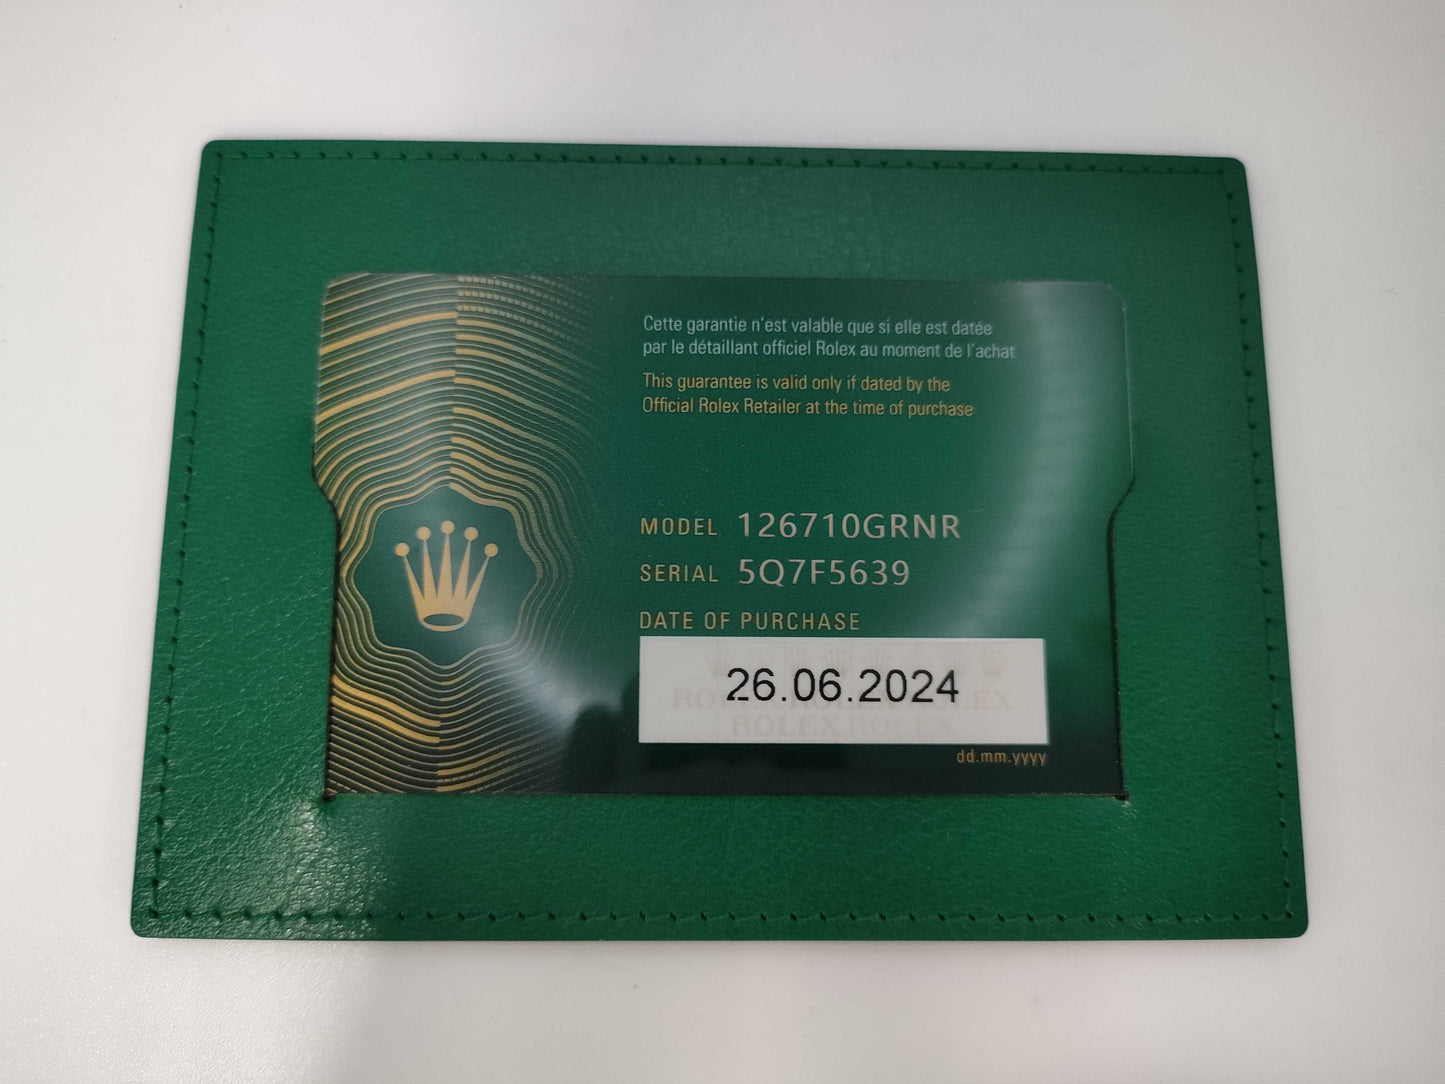 Cette garantie n'est valable que si elle est datée
par le détaillant officiel Rolex au moment de l'achat
This guarantee is valid only if dated by the
Official Rolex Retailer at the time of purchase
MODEL 126710GRNR
SERIAL 5Q7F5639
DATE OF PURCHASE
26.06.2024
ROLEX ROLEX
dd.mm.yyyy